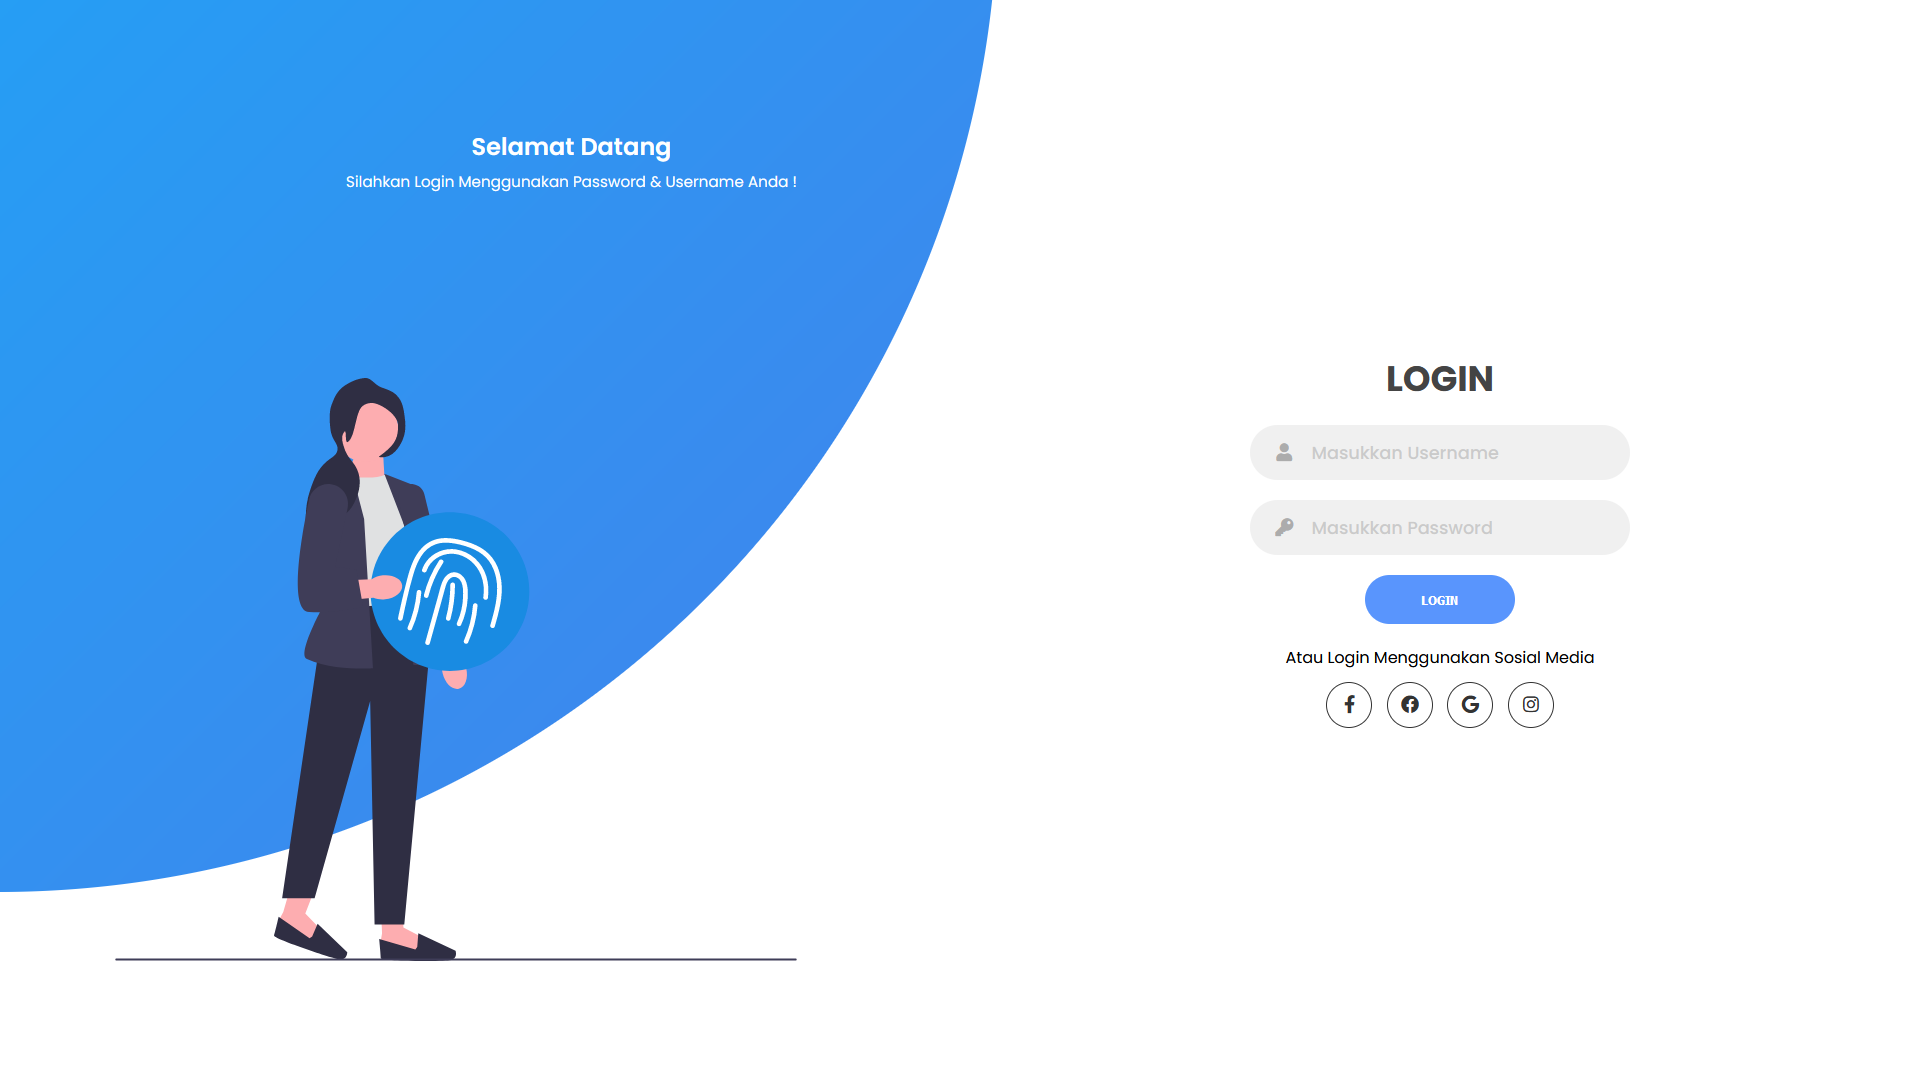 Selamat Datang
Silahkan Login Menggunakan Password & Username Anda !
LOGIN
Masukkan Username
Masukkan Password
LOGIN
Atau Login Menggunakan Sosial Media